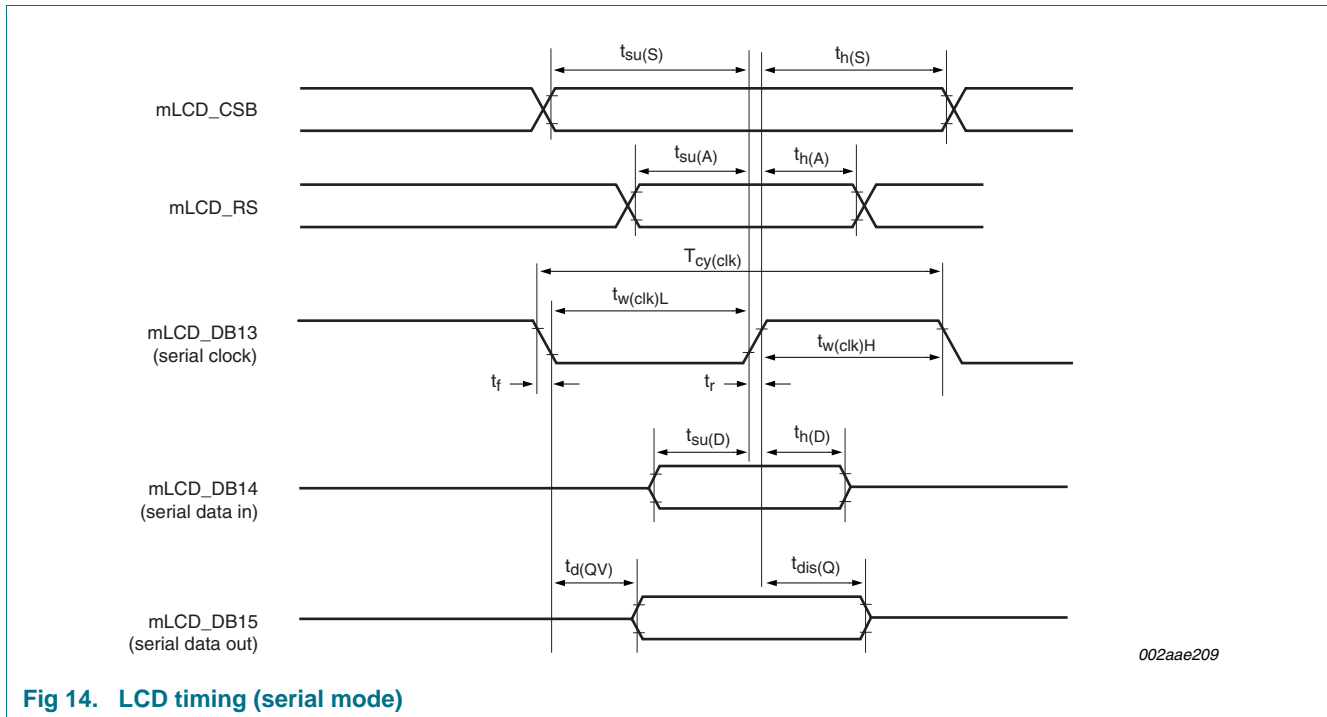 tsu(S)
th(S)
mLCD_CSB
tsu(A)
th(A)
mLCD_RS
Tcy(clk)
tw(clk)L
mLCD_DB13
(serial clock)
tw(clk)H
tf
tr
tsu(D)
th(D)
mLCD_DB14
(serial data in)
td(QV)
tdis(Q)
mLCD_DB15
(serial data out)
002aae209
Fig 14. LCD timing (serial mode)